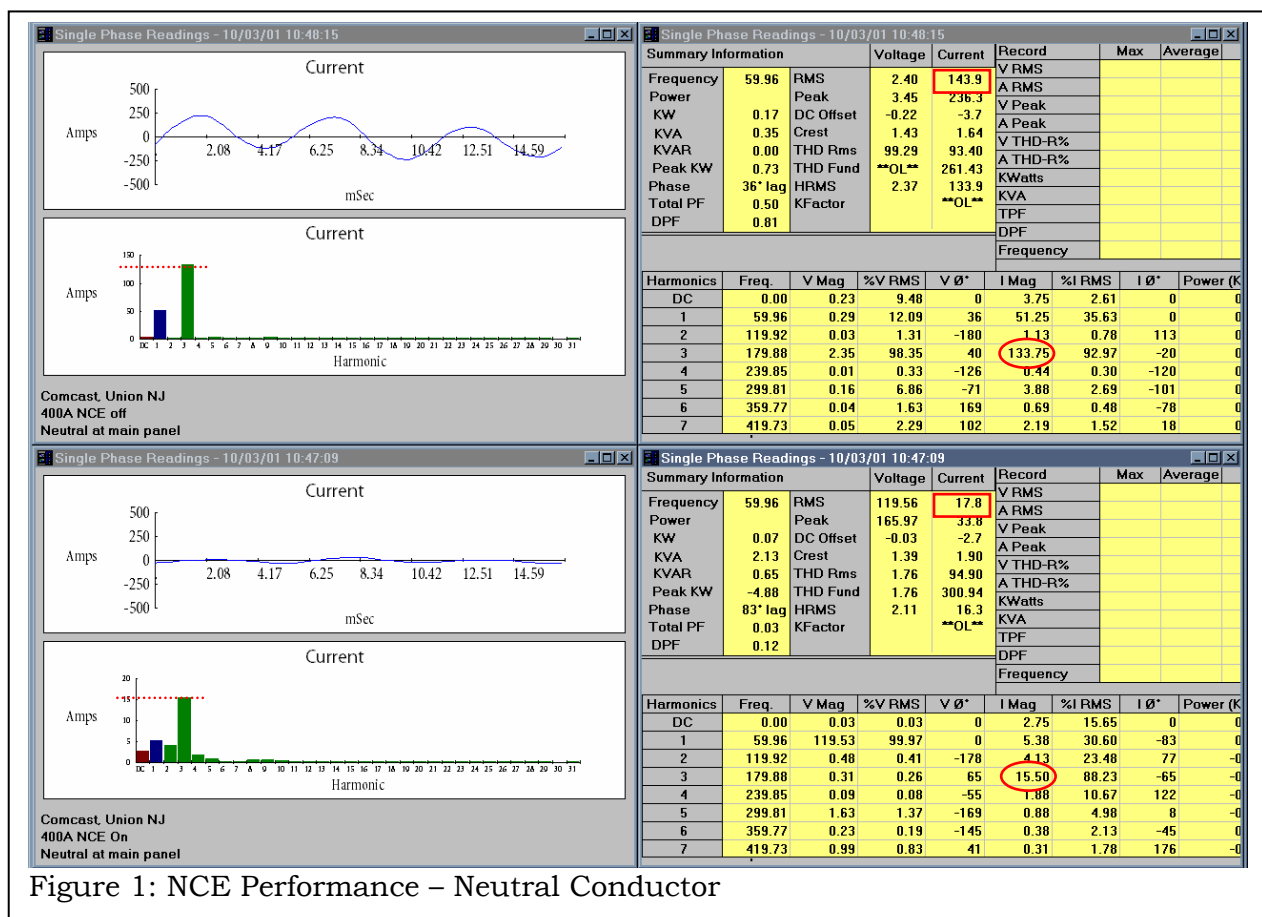 Single Phase Readings - 10/03/01 10:48:15
Current
500
250
0
-250
-500
Amps
2.08 4.17 6.25 8.34 10.42 12.51 14.59
mSec
Current
150
100
50
0
Amps
DC 1 2 3 4 5 6 7 8 9 10 11 12 13 14 15 16 17 18 19 20 21 22 23 24 25 26 27 28 29 30 31
Harmonic
Comcast, Union NJ
400A NCE off
Neutral at main panel
Single Phase Readings - 10/03/01 10:48:15
Summary Information Voltage Current Record Max Average
Frequency 59.96 RMS 2.40 143.9 V RMS
Power Peak 3.45 236.3 A RMS
KW 0.17 DC Offset -0.22 -3.7 V Peak
KVA 0.35 Crest 1.43 1.64 A Peak
KVAR 0.00 THD Rms 99.29 93.40 V THD-R%
Peak KW 0.73 THD Fund **OL** 261.43 A THD-R%
Phase 36° lag HRMS 2.37 133.9 KWatts
Total PF 0.50 KFactor **OL** KVA
DPF 0.81 TPF
DPF
Frequency
Harmonics Freq. V Mag %V RMS V Ø° I Mag %I RMS I Ø° Power (K
DC 0.00 0.23 9.48 0 3.75 2.61 0 0
1 59.96 0.29 12.09 36 51.25 35.63 0 0
2 119.92 0.03 1.31 -180 1.13 0.78 113 0
3 179.88 2.35 98.35 40 133.75 92.97 -20 0
4 239.85 0.01 0.33 -126 0.44 0.30 -120 0
5 299.81 0.16 6.86 -71 3.88 2.69 -101 0
6 359.77 0.04 1.63 169 0.69 0.48 -78 0
7 419.73 0.05 2.29 102 2.19 1.52 18 0
Single Phase Readings - 10/03/01 10:47:09
Current
500
250
0
-250
-500
Amps
2.08 4.17 6.25 8.34 10.42 12.51 14.59
mSec
Current
20
15
10
5
0
Amps
DC 1 2 3 4 5 6 7 8 9 10 11 12 13 14 15 16 17 18 19 20 21 22 23 24 25 26 27 28 29 30 31
Harmonic
Comcast, Union NJ
400A NCE On
Neutral at main panel
Single Phase Readings - 10/03/01 10:47:09
Summary Information Voltage Current Record Max Average
Frequency 59.96 RMS 119.56 17.8 V RMS
Power Peak 165.97 33.8 A RMS
KW 0.07 DC Offset -0.03 -2.7 V Peak
KVA 2.13 Crest 1.39 1.90 A Peak
KVAR 0.65 THD Rms 1.76 94.90 V THD-R%
Peak KW -4.88 THD Fund 1.76 300.94 A THD-R%
Phase 83° lag HRMS 2.11 16.3 KWatts
Total PF 0.03 KFactor **OL** KVA
DPF 0.12 TPF
DPF
Frequency
Harmonics Freq. V Mag %V RMS V Ø° I Mag %I RMS I Ø° Power (K
DC 0.00 0.03 0.03 0 2.75 15.65 0 0
1 59.96 119.53 99.97 0 5.38 30.60 -83 0
2 119.92 0.48 0.41 -178 4.13 23.48 77 -0
3 179.88 0.31 0.26 65 15.50 88.23 -65 -0
4 239.85 0.09 0.08 -55 1.88 10.67 122 -0
5 299.81 1.63 1.37 -169 0.88 4.98 8 -0
6 359.77 0.23 0.19 -145 0.38 2.13 -45 0
7 419.73 0.99 0.83 41 0.31 1.78 176 -0
Figure 1: NCE Performance – Neutral Conductor